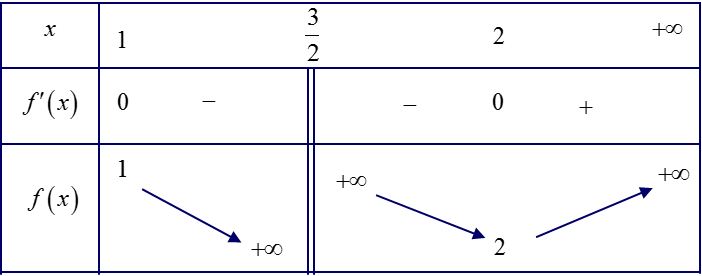 x 1 3/2 2 +∞
f′(x) 0 − − 0 + 
f(x) 1 +∞ +∞ 2 +∞